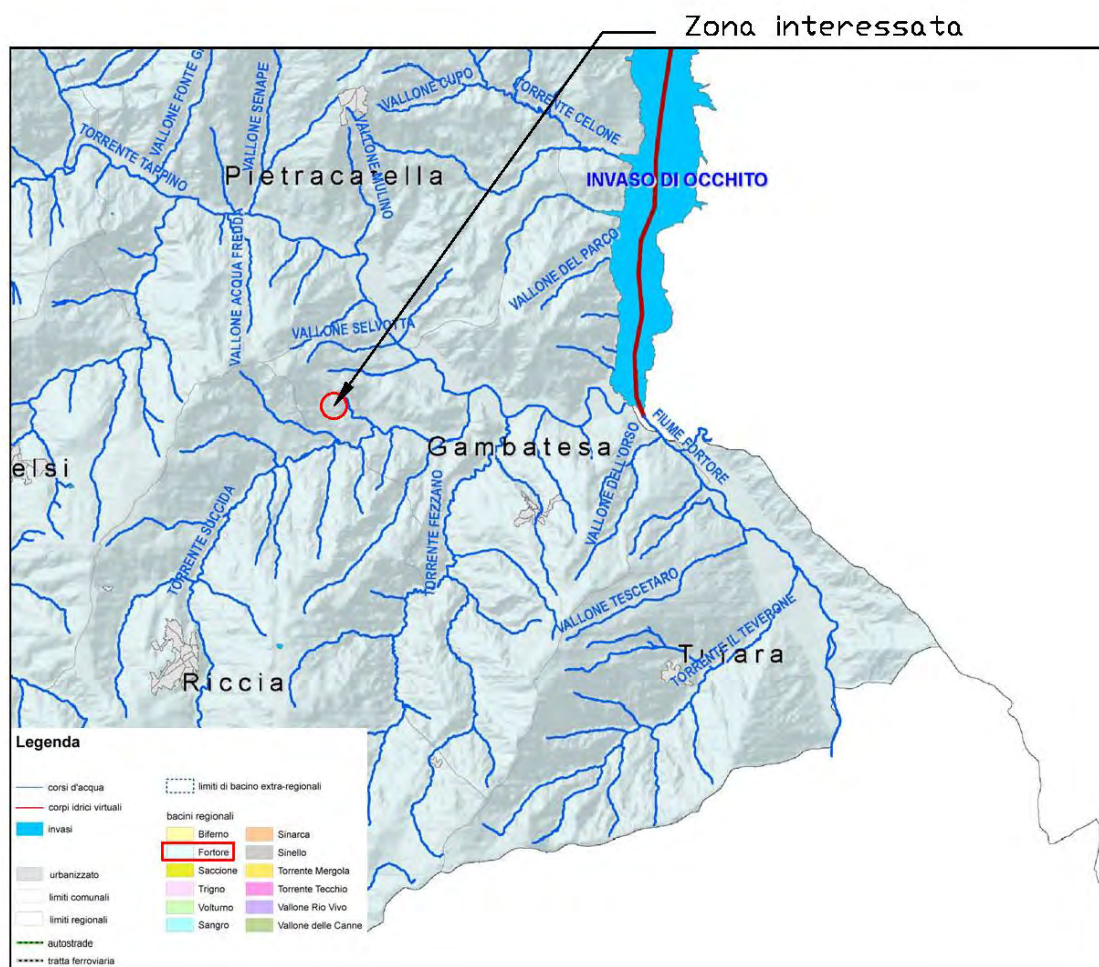 Zona interessata
VALLONE CUPO
TORRENTE CELONE
VALLONE SENAPE
TORRENTE TAPPINO
VALLONE MULINO
Pietracatella
INVASO DI OCCHITO
VALLONE ACQUA FREDDA
VALLONE DEL PARCO
VALLONE SELVOTTA
FIUME FORTORE
Gambatesa
elsi
VALLONE DELL'ORSO
TORRENTE FEZZANO
TORRENTE SUCCIDA
VALLONE TESCETARO
TORRENTE IL TEVERONE
Riccia
Legenda
corsi d'acqua
corpi idrici virtuali
invasi
urbanizzato
limiti comunali
limiti regionali
autostrade
tratta ferroviaria
limiti di bacino extra-regionali
bacini regionali
Biferno
Fortore
Saccione
Trigno
Volturno
Sangro
Sinarca
Sinello
Torrente Mergola
Torrente Tecchio
Vallone Rio Vivo
Vallone delle Canne